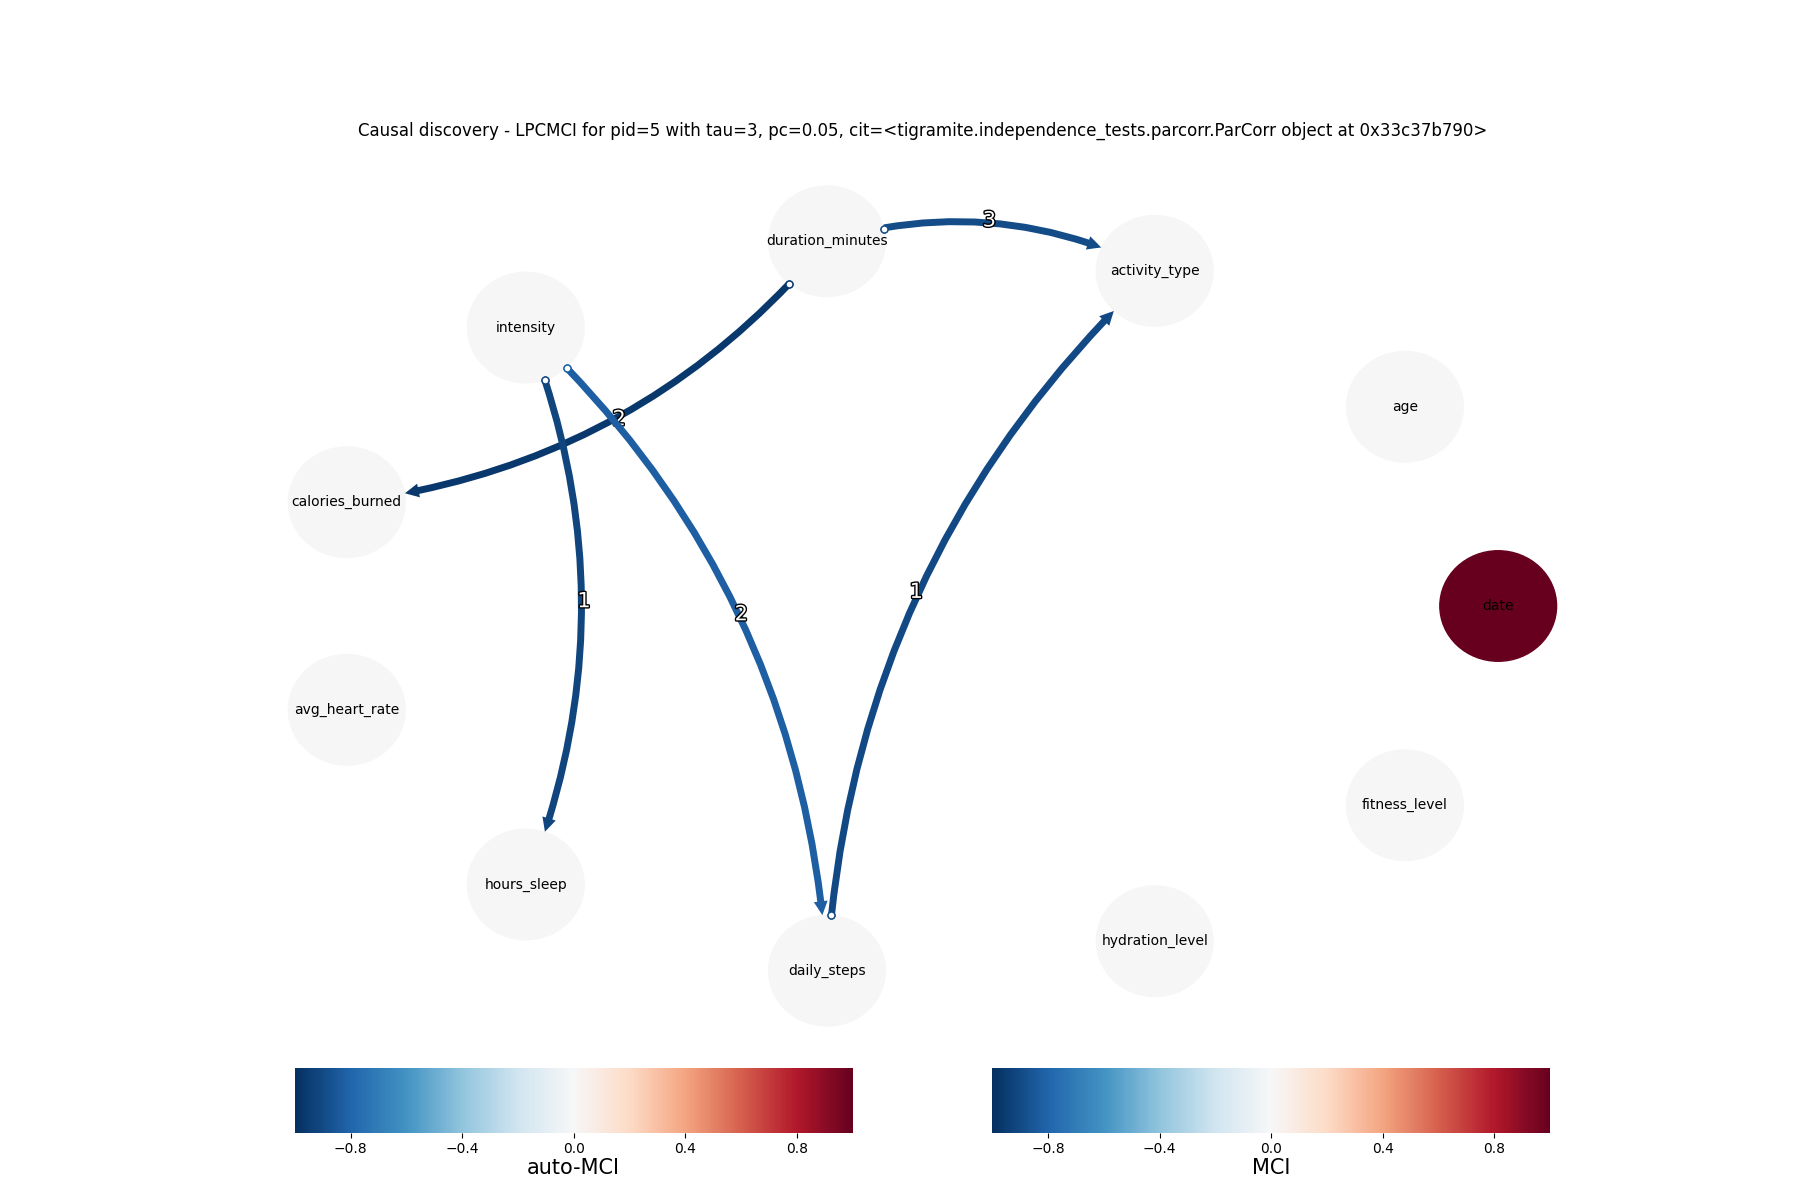 Causal discovery - LPCMCI for pid=5 with tau=3, pc=0.05, cit=<tigramite.independence_tests.parcorr.ParCorr object at 0x33c37b790>
3
duration_minutes
activity_type
intensity
age
2
calories_burned
1
2
1
date
avg_heart_rate
fitness_level
hours_sleep
hydration_level
daily_steps
−0.8 −0.4 0.0 0.4 0.8
auto-MCI
−0.8 −0.4 0.0 0.4 0.8
MCI